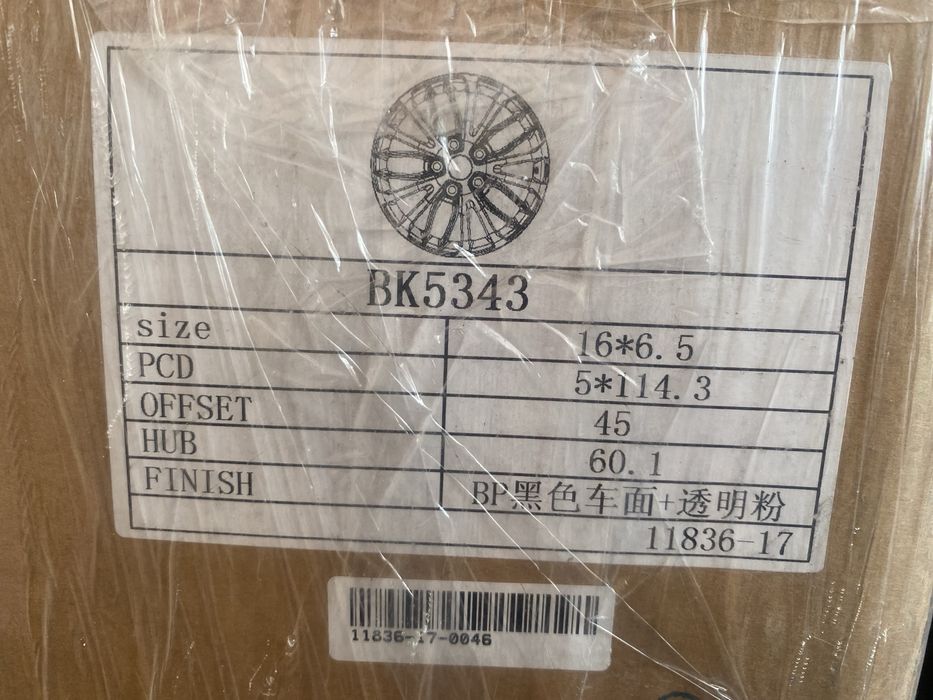 BK5343
size 16*6.5
PCD 5*114.3
OFFSET 45
HUB 60.1
FINISH BP黑色车面+透明粉
11836-17
11836-17-0046